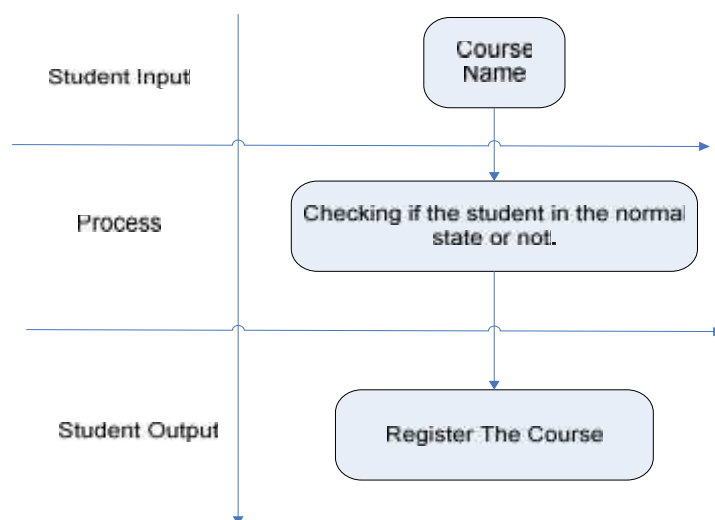 Course
Name
Student Input
Process
Checking if the student in the normal
state or not.
Student Output
Register The Course